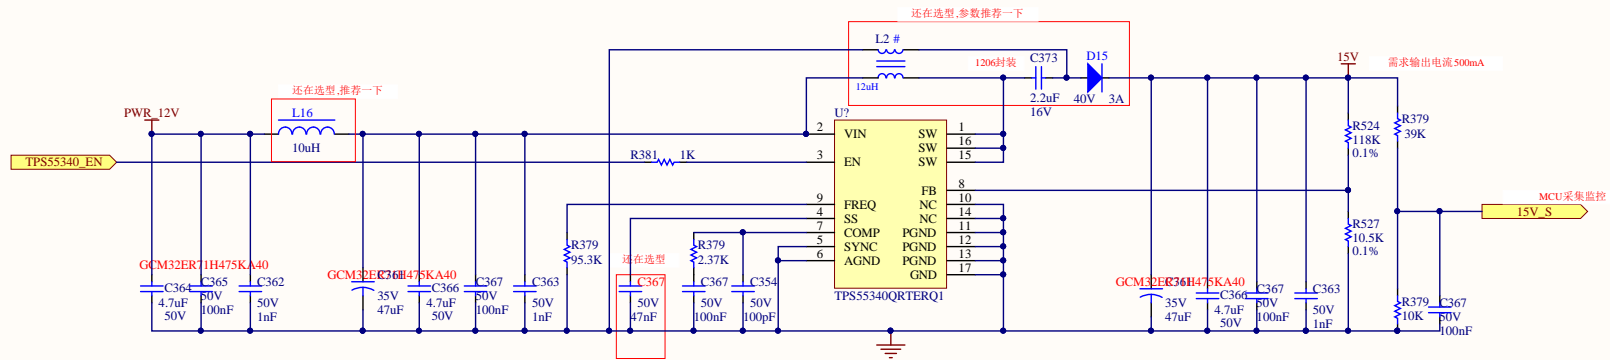 还在选型,参数推荐一下
L2 #
12uH
1206封装
C373
2.2uF
16V
D15
40V 3A
15V
需求输出电流500mA
还在选型,推荐一下
PWR_12V
L16
10uH
TPS55340_EN
R381 1K
U?
2 VIN
3 EN
9 FREQ
4 SS
7 COMP
5 SYNC
6 AGND
SW 1
SW 16
SW 15
FB 8
NC 10
NC 14
PGND 11
PGND 12
PGND 13
GND 17
TPS55340QRTERQ1
R524
118K
0.1%
R379
39K
MCU采集监控
15V_S
R527
10.5K
0.1%
R379
95.3K
还在选型
C367
50V
47nF
R379
2.37K
C367
50V
100nF
C354
50V
100pF
GCM32ER71H475KA40
C364
4.7uF
50V
C365
50V
100nF
C362
50V
1nF
35V
47uF
C366
4.7uF
50V
C367
50V
100nF
C363
50V
1nF
35V
47uF
C366
4.7uF
50V
C367
50V
100nF
C363
50V
1nF
R379
10K
C367
50V
100nF